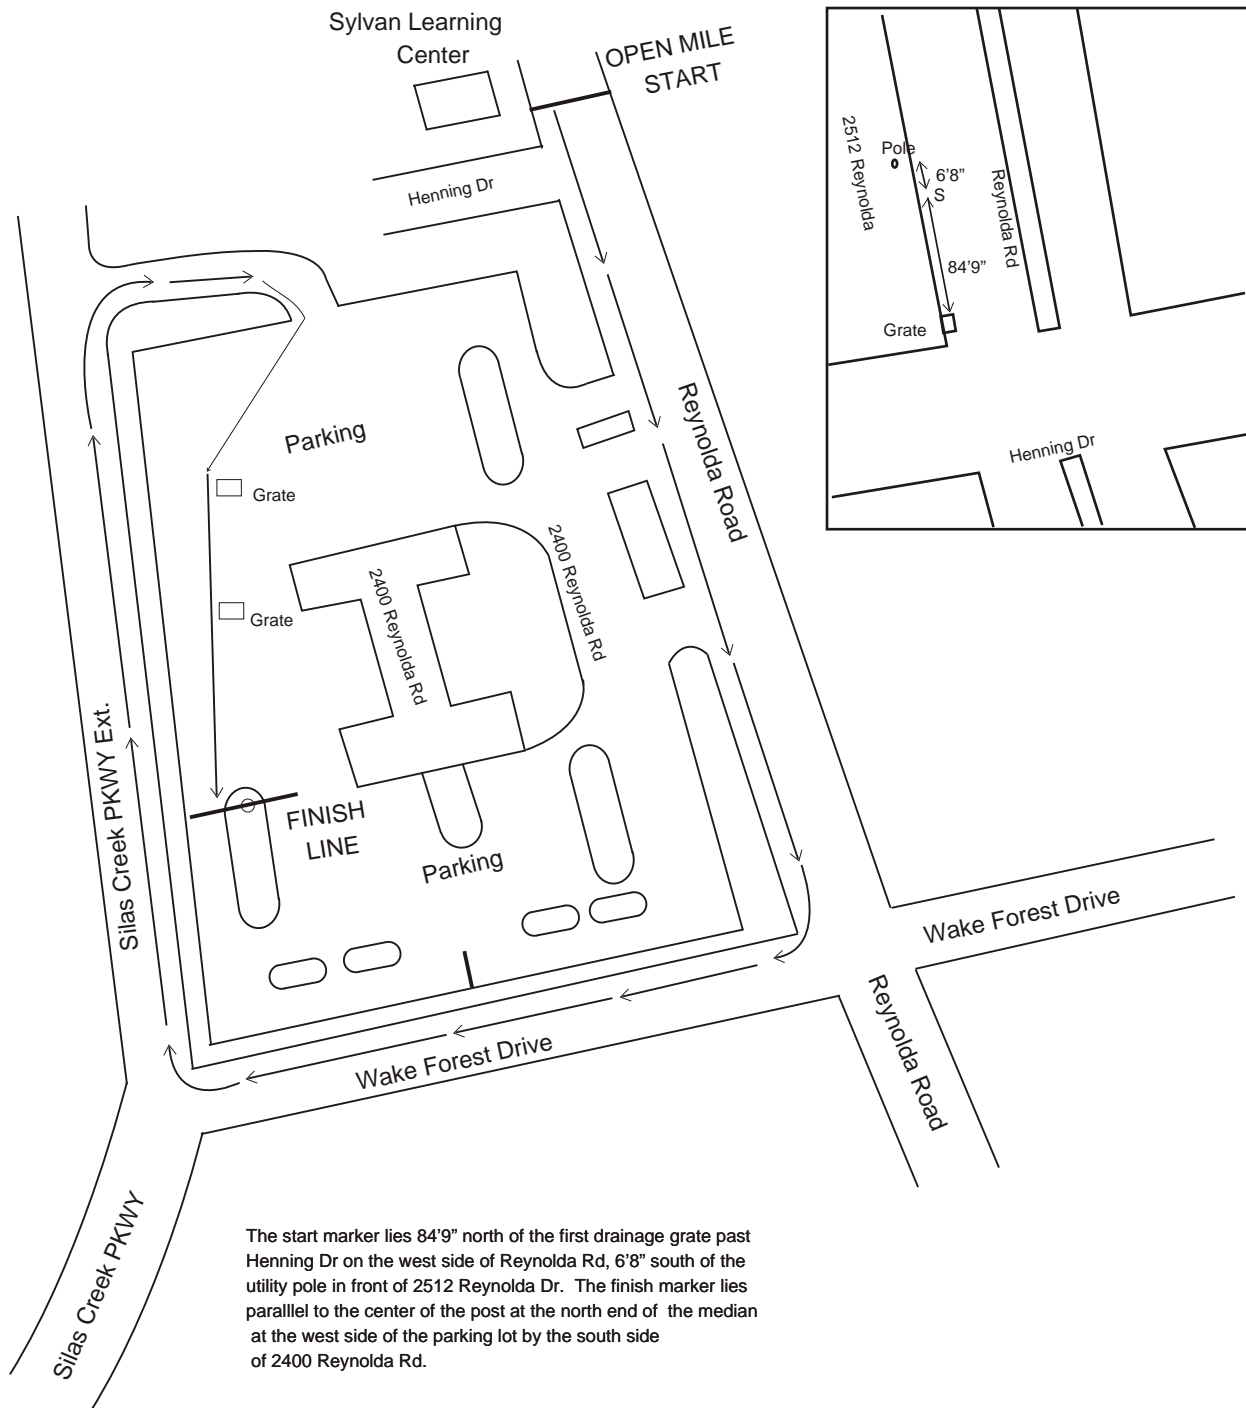 Sylvan Learning
Center
OPEN MILE
START
Henning Dr
2512 Reynolda
Pole
6’8”
S
Reynolda Rd
84’9”
Grate
Henning Dr
Parking
Reynolda Road
Grate
2400 Reynolda Rd
2400 Reynolda Rd
Grate
Silas Creek PKWY Ext.
FINISH
LINE
Parking
Wake Forest Drive
Reynolda Road
Wake Forest Drive
Silas Creek PKWY
The start marker lies 84’9” north of the first drainage grate past
Henning Dr on the west side of Reynolda Rd, 6’8” south of the
utility pole in front of 2512 Reynolda Dr.  The finish marker lies
paralllel to the center of the post at the north end of  the median
at the west side of the parking lot by the south side
of 2400 Reynolda Rd.